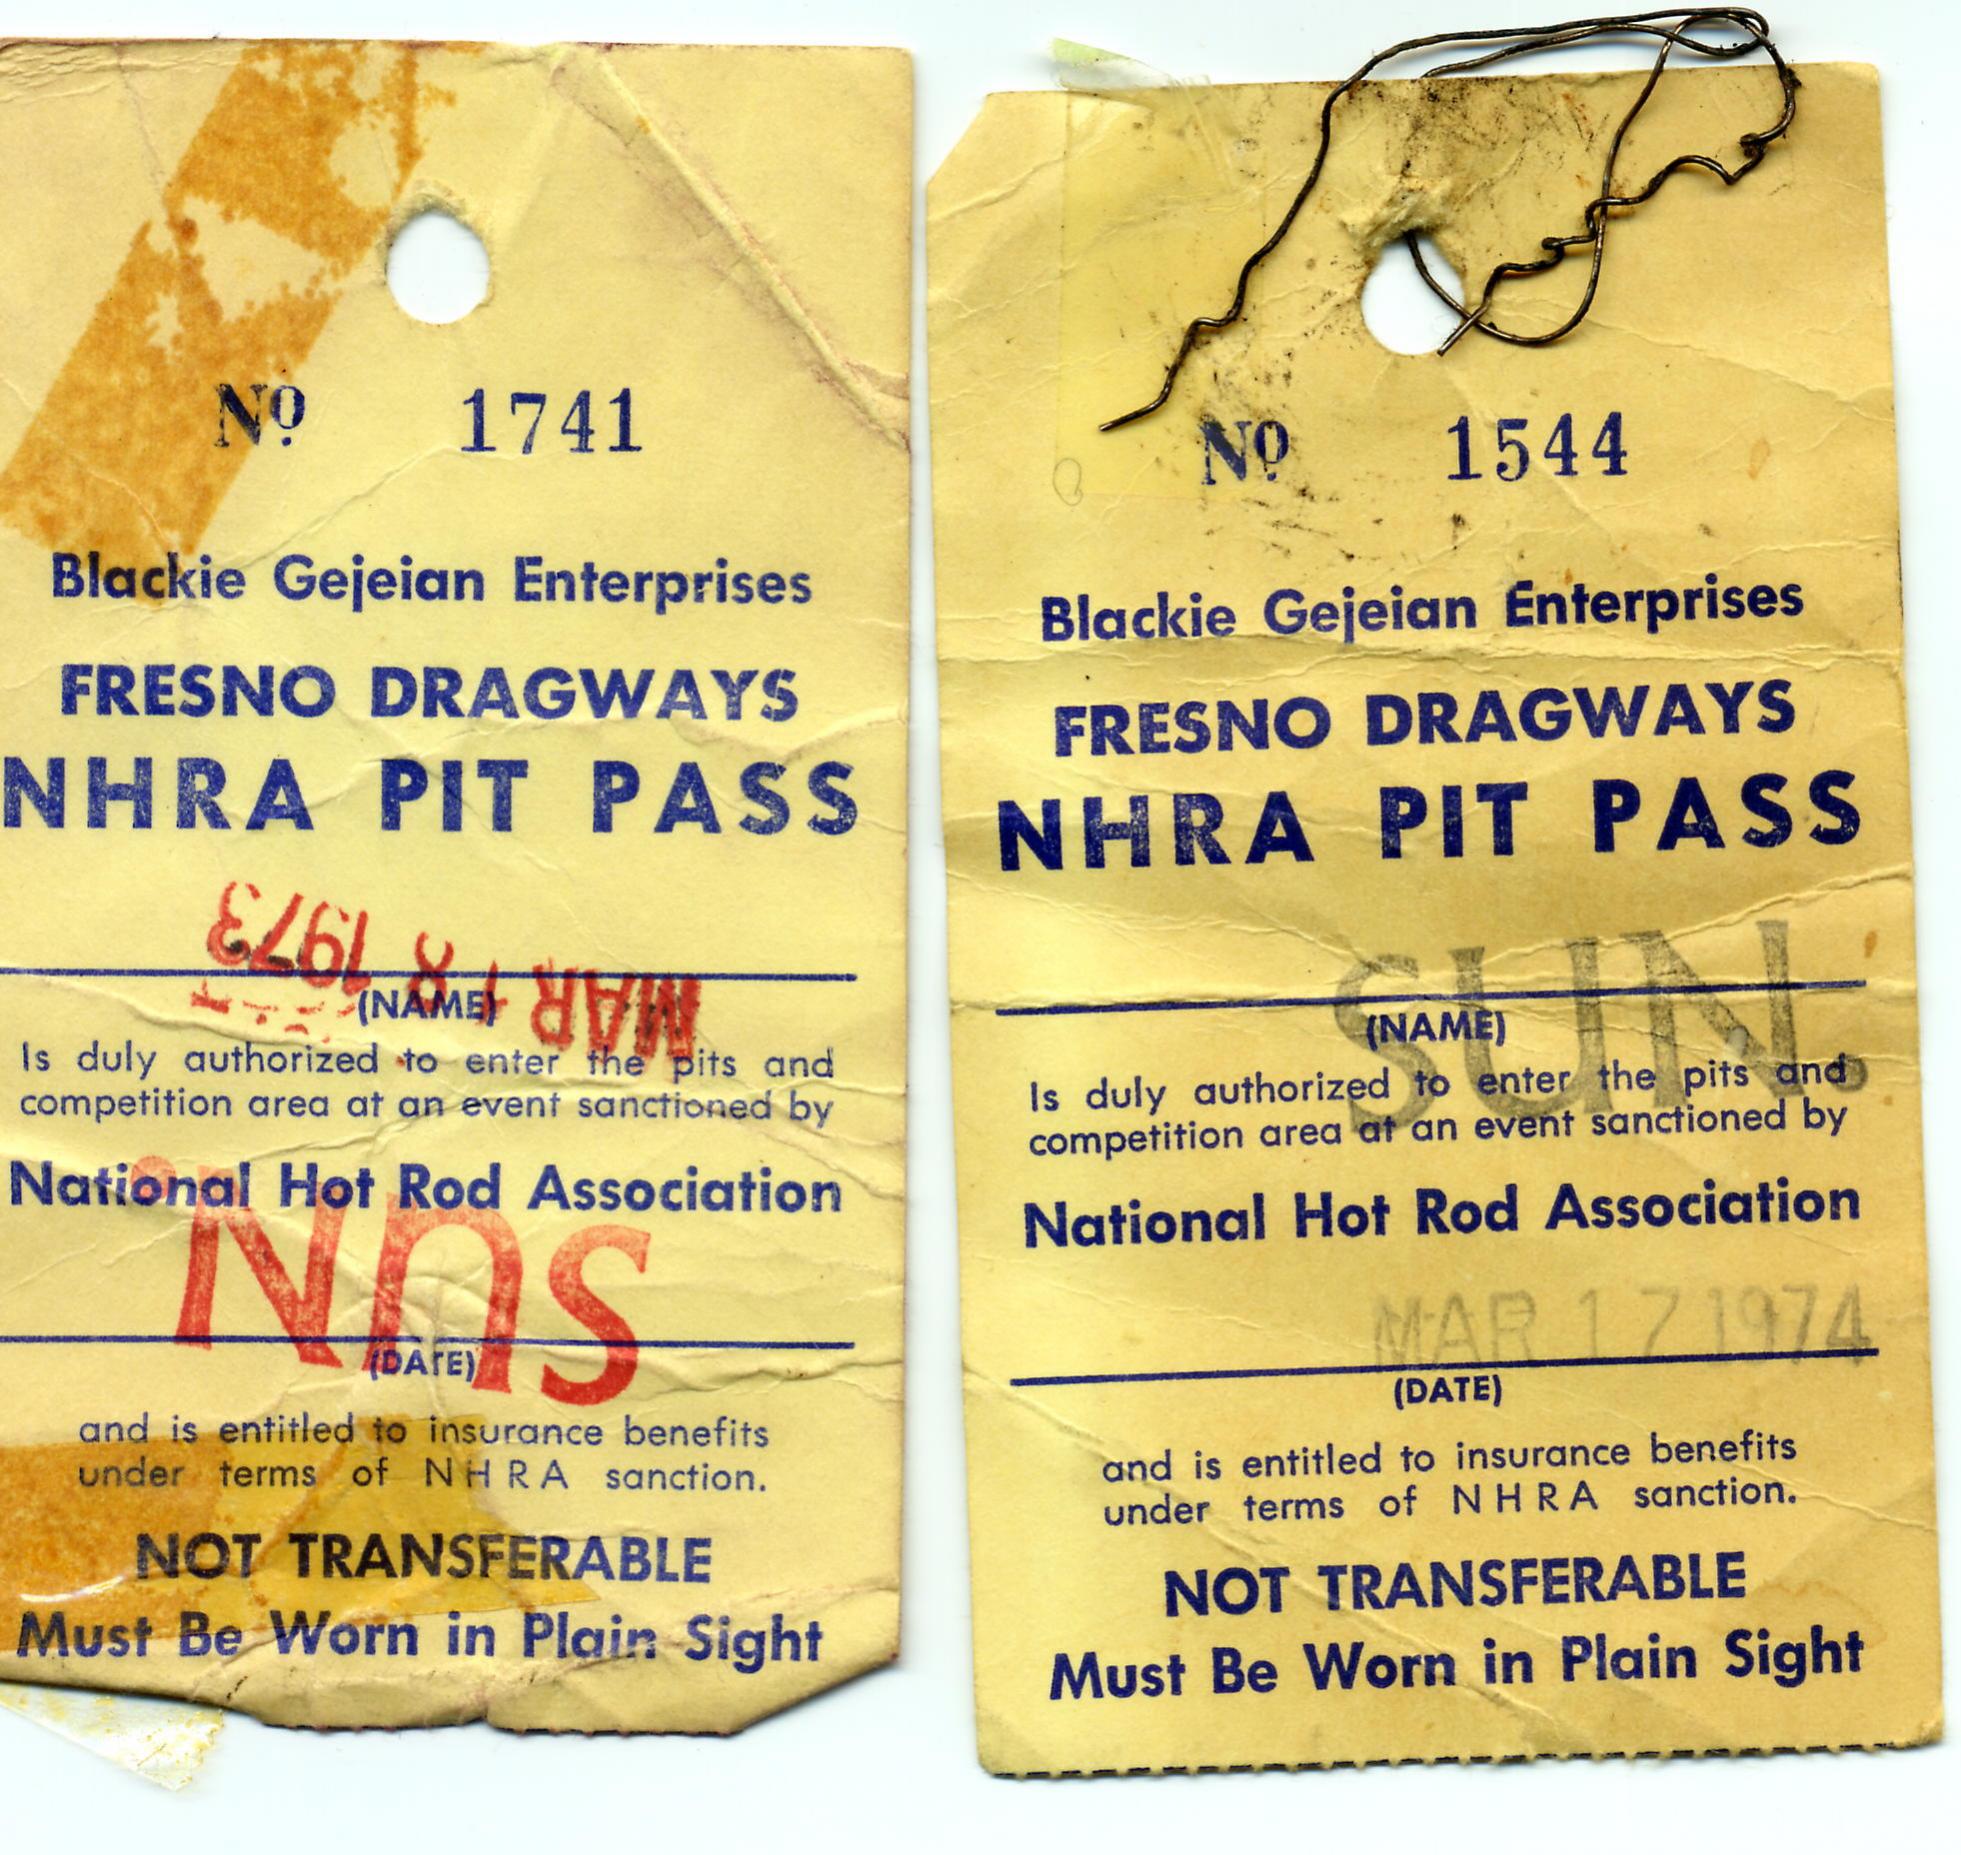 Nº 1741
Blackie Gejeian Enterprises
FRESNO DRAGWAYS
NHRA PIT PASS
MAR 18 1973
(NAME)
Is duly authorized to enter the pits and
competition area at an event sanctioned by
National Hot Rod Association
SUN.
(DATE)
and is entitled to insurance benefits
under terms of NHRA sanction.
NOT TRANSFERABLE
Must Be Worn in Plain Sight
Nº 1544
Blackie Gejeian Enterprises
FRESNO DRAGWAYS
NHRA PIT PASS
SUN.
(NAME)
Is duly authorized to enter the pits and
competition area at an event sanctioned by
National Hot Rod Association
MAR 17 1974
(DATE)
and is entitled to insurance benefits
under terms of NHRA sanction.
NOT TRANSFERABLE
Must Be Worn in Plain Sight